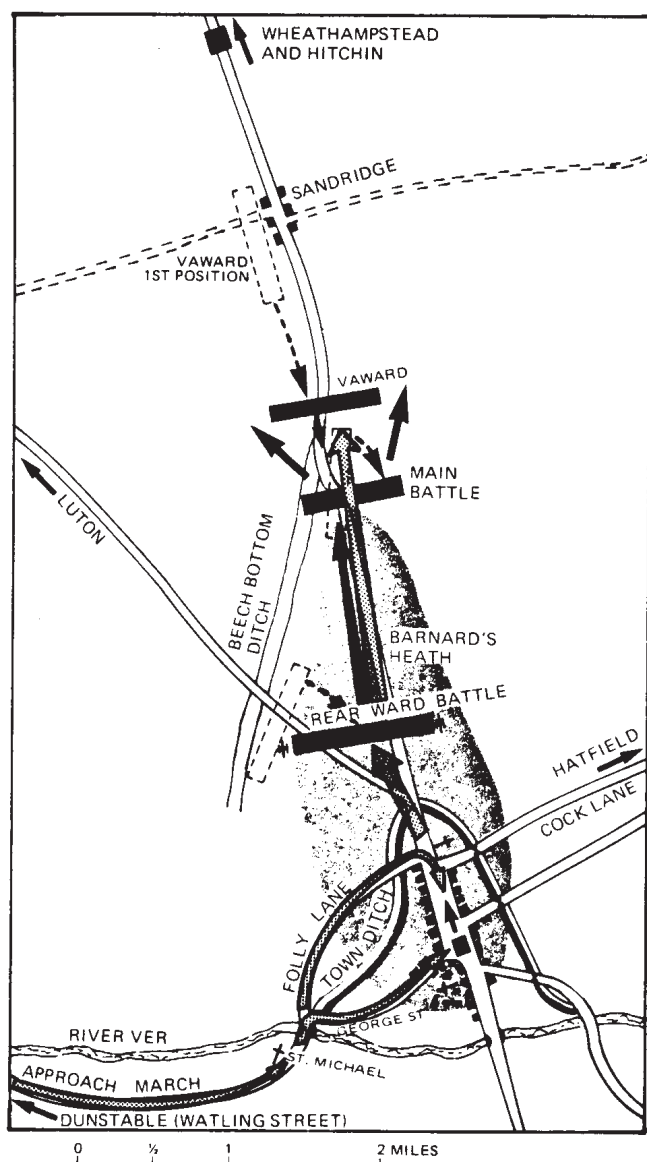 WHEATHAMPSTEAD
AND HITCHIN
SANDRIDGE
VAWARD
1ST POSITION
VAWARD
MAIN
BATTLE
LUTON
BEECH BOTTOM
DITCH
BARNARD'S
HEATH
REAR WARD BATTLE
HATFIELD
COCK LANE
FOLLY LANE
TOWN DITCH
GEORGE ST
RIVER VER
ST. MICHAEL
APPROACH MARCH
DUNSTABLE (WATLING STREET)
0 ½ 1 2 MILES